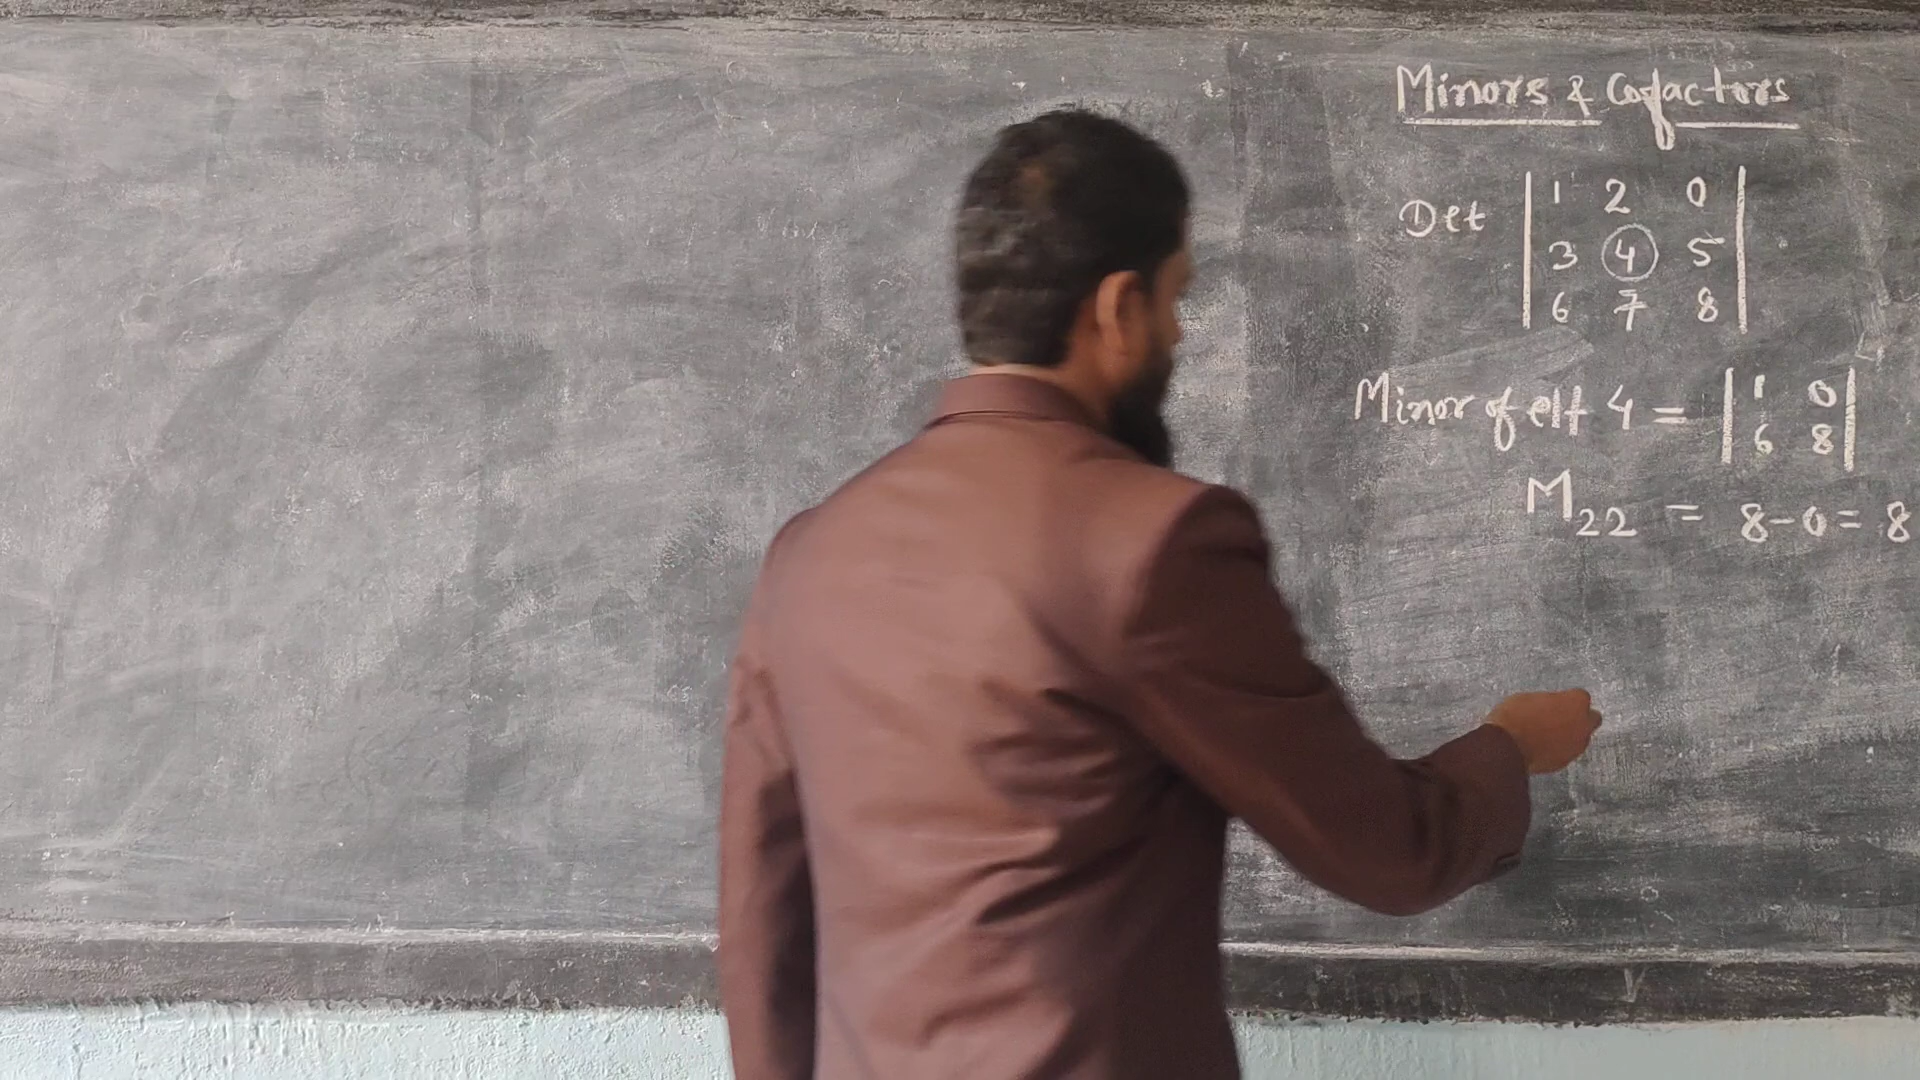 Minors & Cofactors
Det | 1 2 0 |
| 3 4 5 |
| 6 7 8 |
Minor of elt 4 = | 1 0 |
| 6 8 |
M22 = 8-0 = 8